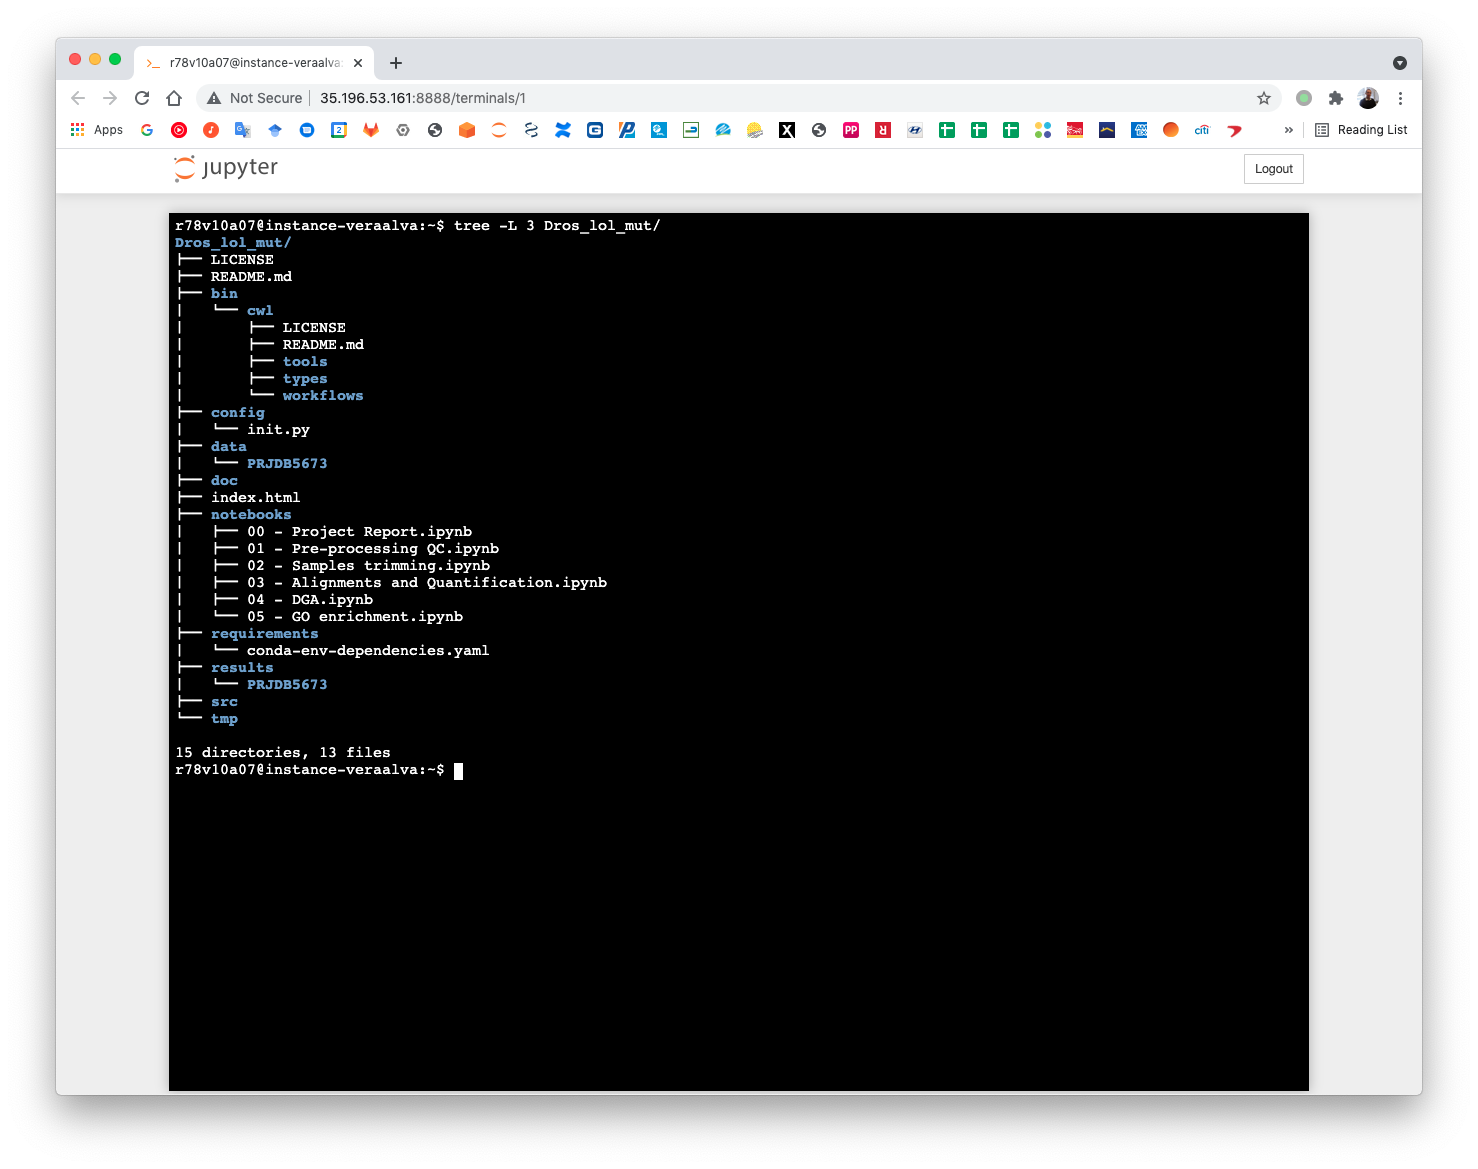 r78v10a07@instance-veraalva:
Not Secure | 35.196.53.161:8888/terminals/1
Apps
Reading List
jupyter
Logout
r78v10a07@instance-veraalva:~$ tree -L 3 Dros_lol_mut/
Dros_lol_mut/
├── LICENSE
├── README.md
├── bin
│   └── cwl
│       ├── LICENSE
│       ├── README.md
│       ├── tools
│       ├── types
│       └── workflows
├── config
│   └── init.py
├── data
│   └── PRJDB5673
├── doc
├── index.html
├── notebooks
│   ├── 00 - Project Report.ipynb
│   ├── 01 - Pre-processing QC.ipynb
│   ├── 02 - Samples trimming.ipynb
│   ├── 03 - Alignments and Quantification.ipynb
│   ├── 04 - DGA.ipynb
│   └── 05 - GO enrichment.ipynb
├── requirements
│   └── conda-env-dependencies.yaml
├── results
│   └── PRJDB5673
├── src
└── tmp
15 directories, 13 files
r78v10a07@instance-veraalva:~$